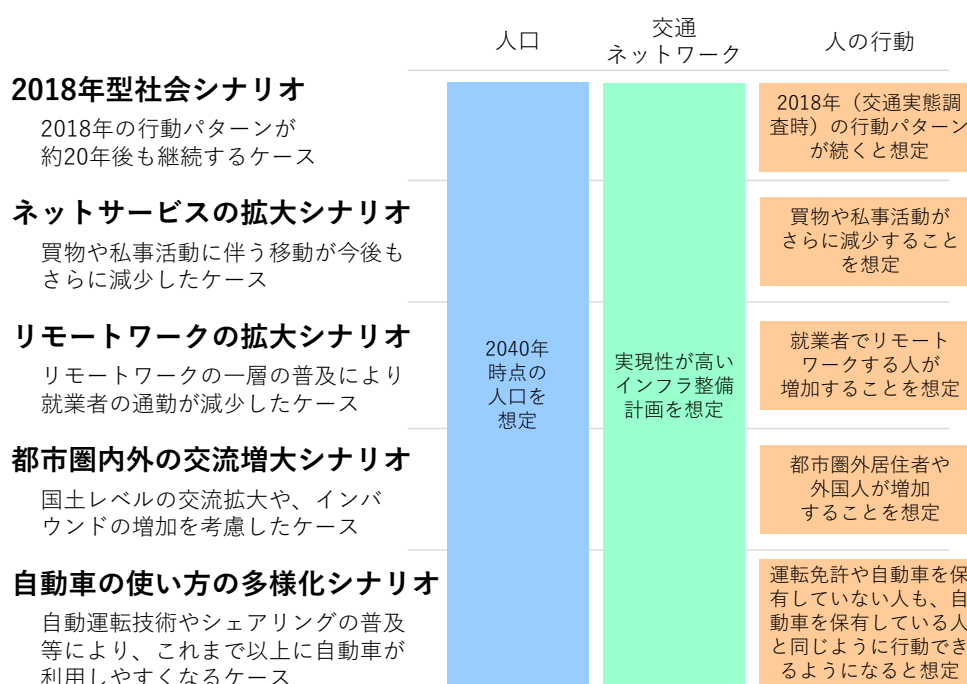 人口
交通
ネットワーク
人の行動
2018年型社会シナリオ
2018年の行動パターンが
約20年後も継続するケース
2018年（交通実態調
査時）の行動パターン
が続くと想定
ネットサービスの拡大シナリオ
買物や私事活動に伴う移動が今後も
さらに減少したケース
買物や私事活動が
さらに減少すること
を想定
リモートワークの拡大シナリオ
リモートワークの一層の普及により
就業者の通勤が減少したケース
2040年
時点の
人口を
想定
実現性が高い
インフラ整備
計画を想定
就業者でリモート
ワークする人が
増加することを想定
都市圏内外の交流増大シナリオ
国土レベルの交流拡大や、インバ
ウンドの増加を考慮したケース
都市圏外居住者や
外国人が増加
することを想定
自動車の使い方の多様化シナリオ
自動運転技術やシェアリングの普及
等により、これまで以上に自動車が
利用しやすくなるケース
運転免許や自動車を保
有していない人も、自
動車を保有している人
と同じように行動でき
るようになると想定